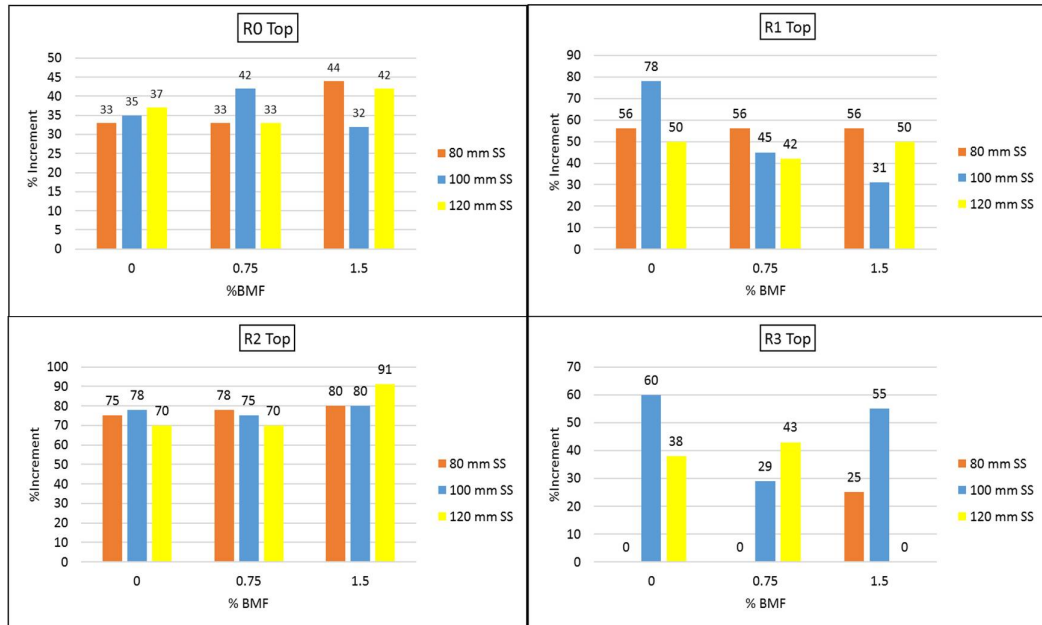 R0 Top
% Increment
50
45
40
35
30
25
20
15
10
5
0
33 35 37
33 42 33
44 32 42
0 0.75 1.5
%BMF
80 mm SS
100 mm SS
120 mm SS
R1 Top
% Increment
90
80
70
60
50
40
30
20
10
0
56 78 50
56 45 42
56 31 50
0 0.75 1.5
% BMF
80 mm SS
100 mm SS
120 mm SS
R2 Top
%Increment
100
90
80
70
60
50
40
30
20
10
0
75 78 70
78 75 70
80 80 91
0 0.75 1.5
% BMF
80 mm SS
100 mm SS
120 mm SS
R3 Top
%Increment
70
60
50
40
30
20
10
0
0 60 38
0 29 43
25 55 0
0 0.75 1.5
% BMF
80 mm SS
100 mm SS
120 mm SS